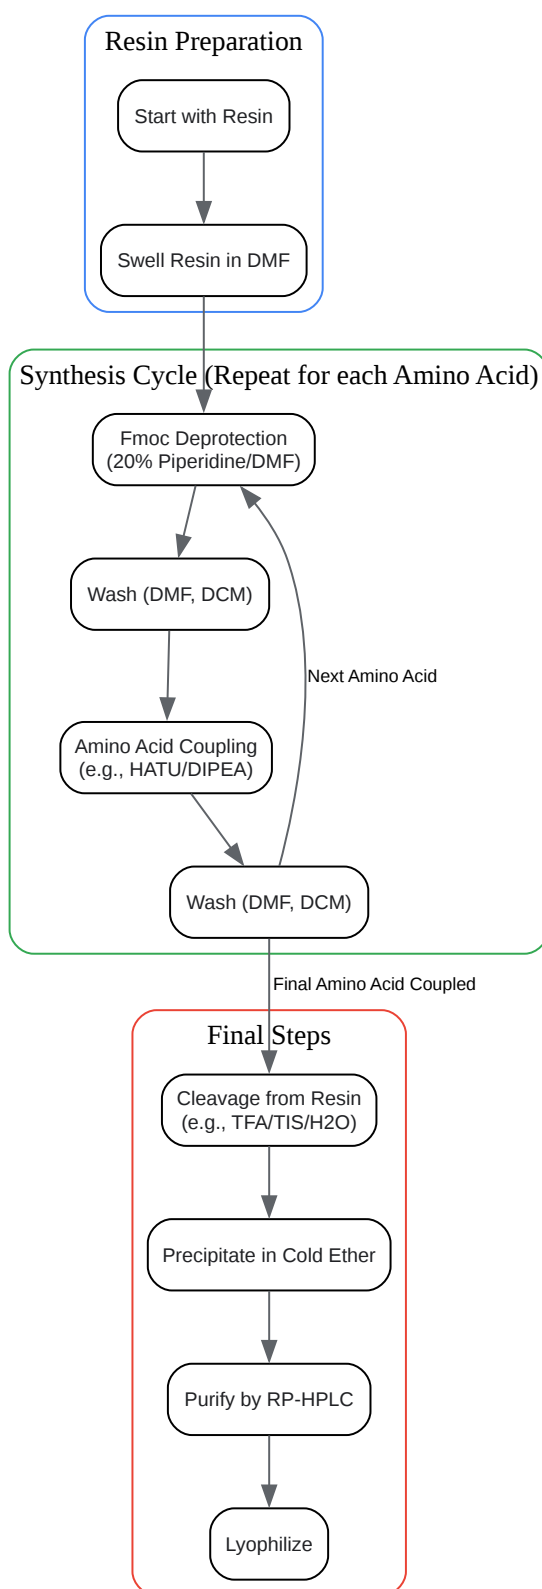 Resin Preparation
Start with Resin
Swell Resin in DMF
Synthesis Cycle (Repeat for each Amino Acid)
Fmoc Deprotection
(20% Piperidine/DMF)
Wash (DMF, DCM)
Next Amino Acid
Amino Acid Coupling
(e.g., HATU/DIPEA)
Wash (DMF, DCM)
Final Amino Acid Coupled
Final Steps
Cleavage from Resin
(e.g., TFA/TIS/H2O)
Precipitate in Cold Ether
Purify by RP-HPLC
Lyophilize